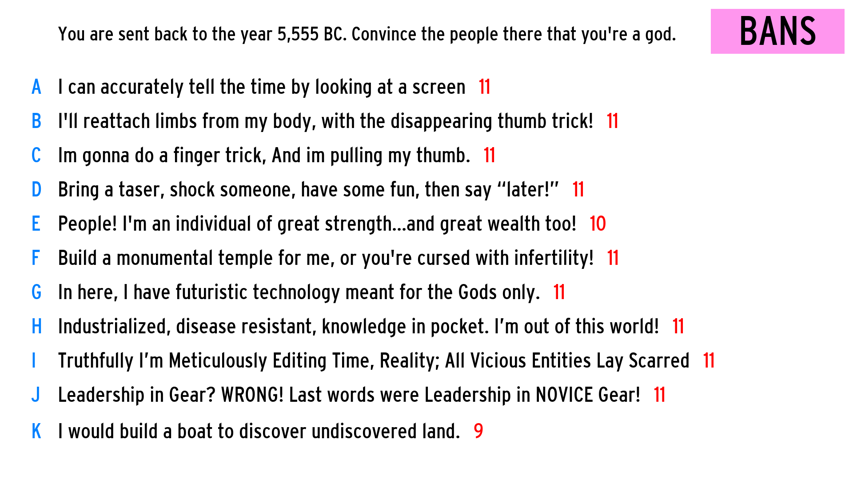 You are sent back to the year 5,555 BC. Convince the people there that you're a god.
BANS
A I can accurately tell the time by looking at a screen 11
B I'll reattach limbs from my body, with the disappearing thumb trick! 11
C Im gonna do a finger trick, And im pulling my thumb. 11
D Bring a taser, shock someone, have some fun, then say “later!” 11
E People! I'm an individual of great strength...and great wealth too! 10
F Build a monumental temple for me, or you're cursed with infertility! 11
G In here, I have futuristic technology meant for the Gods only. 11
H Industrialized, disease resistant, knowledge in pocket. I’m out of this world! 11
I Truthfully I’m Meticulously Editing Time, Reality; All Vicious Entities Lay Scarred 11
J Leadership in Gear? WRONG! Last words were Leadership in NOVICE Gear! 11
K I would build a boat to discover undiscovered land. 9